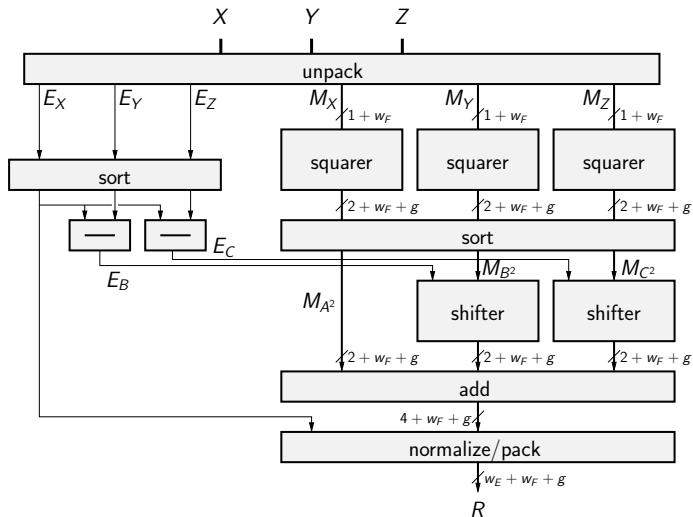 X Y Z
unpack
E_X E_Y E_Z M_X M_Y M_Z
1 + w_F 1 + w_F 1 + w_F
squarer squarer squarer
sort
2 + w_F + g 2 + w_F + g 2 + w_F + g
sort
E_C
E_B M_B² M_C²
M_A²
shifter shifter
2 + w_F + g 2 + w_F + g 2 + w_F + g
add
4 + w_F + g
normalize/pack
w_E + w_F + g
R